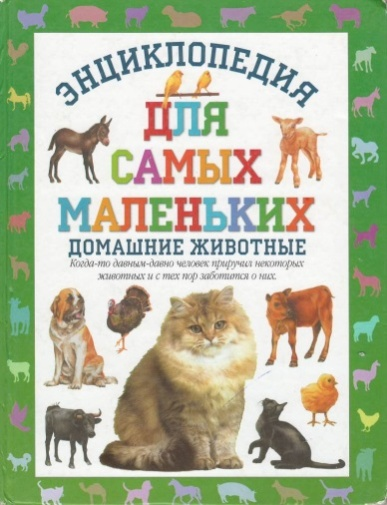 ЭНЦИКЛОПЕДИЯ
ДЛЯ
САМЫХ
МАЛЕНЬКИХ
ДОМАШНИЕ ЖИВОТНЫЕ
Когда-то давным-давно человек приручил некоторых
животных и с тех пор заботится о них.